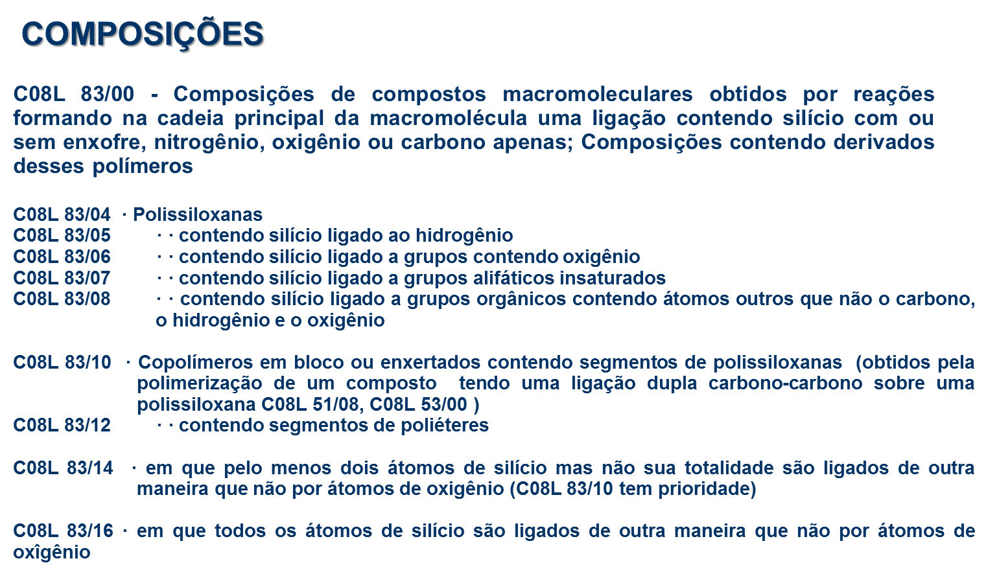 COMPOSIÇÕES
C08L 83/00 - Composições de compostos macromoleculares obtidos por reações
formando na cadeia principal da macromolécula uma ligação contendo silício com ou
sem enxofre, nitrogênio, oxigênio ou carbono apenas; Composições contendo derivados
desses polímeros
C08L 83/04 · Polissiloxanas
C08L 83/05 · · contendo silício ligado ao hidrogênio
C08L 83/06 · · contendo silício ligado a grupos contendo oxigênio
C08L 83/07 · · contendo silício ligado a grupos alifáticos insaturados
C08L 83/08 · · contendo silício ligado a grupos orgânicos contendo átomos outros que não o carbono,
o hidrogênio e o oxigênio
C08L 83/10 · Copolímeros em bloco ou enxertados contendo segmentos de polissiloxanas (obtidos pela
polimerização de um composto tendo uma ligação dupla carbono-carbono sobre uma
polissiloxana C08L 51/08, C08L 53/00 )
C08L 83/12 · · contendo segmentos de poliéteres
C08L 83/14 · em que pelo menos dois átomos de silício mas não sua totalidade são ligados de outra
maneira que não por átomos de oxigênio (C08L 83/10 tem prioridade)
C08L 83/16 · em que todos os átomos de silício são ligados de outra maneira que não por átomos de
oxîgênio